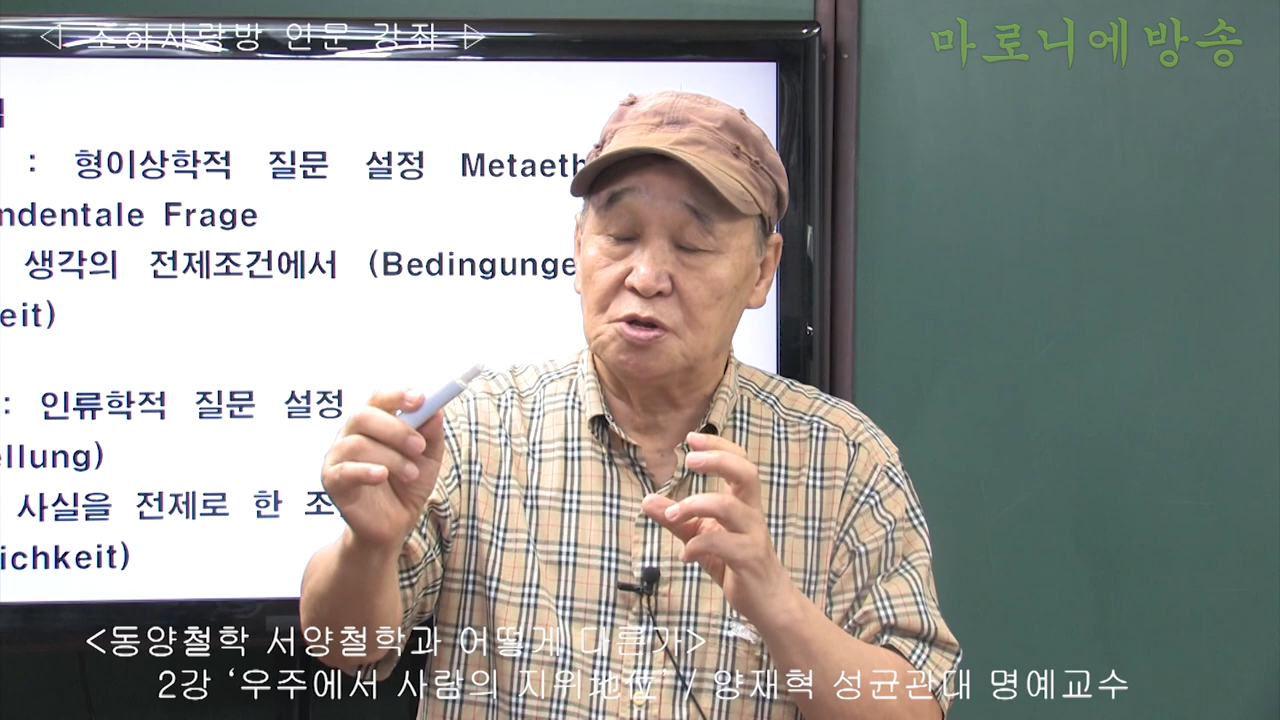 ◁ 초아사랑방 인문 강좌 ▷
마로니에방송
: 형이상학적 질문 설정 Metaeth
ndentale Frage
생각의 전제조건에서 (Bedingunge
eit)
: 인류학적 질문 설정
ellung)
사실을 전제로 한 조
ichkeit)
<동양철학 서양철학과 어떻게 다른가>
2강 ‘우주에서 사람의 지위地位’ / 양재혁 성균관대 명예교수